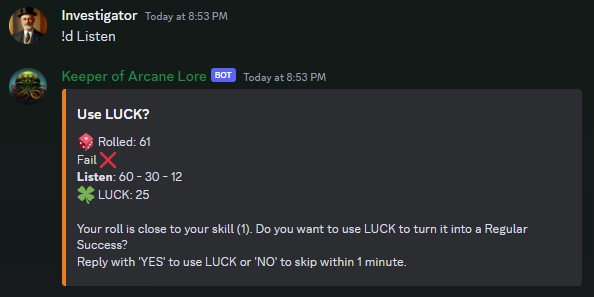 Investigator Today at 8:53 PM
!d Listen
Keeper of Arcane Lore BOT Today at 8:53 PM
Use LUCK?
Rolled: 61
Fail
Listen: 60 - 30 - 12
LUCK: 25
Your roll is close to your skill (1). Do you want to use LUCK to turn it into a Regular
Success?
Reply with 'YES' to use LUCK or 'NO' to skip within 1 minute.